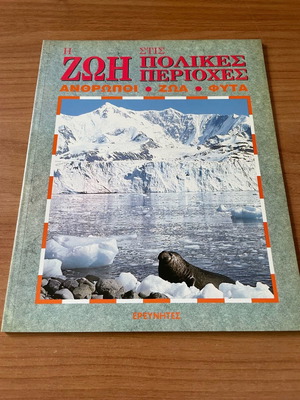 Η ΖΩΗ ΣΤΙΣ ΠΟΛΙΚΕΣ ΠΕΡΙΟΧΕΣ
ΑΝΘΡΩΠΟΙ • ΖΩΑ • ΦΥΤΑ
ΕΡΕΥΝΗΤΕΣ